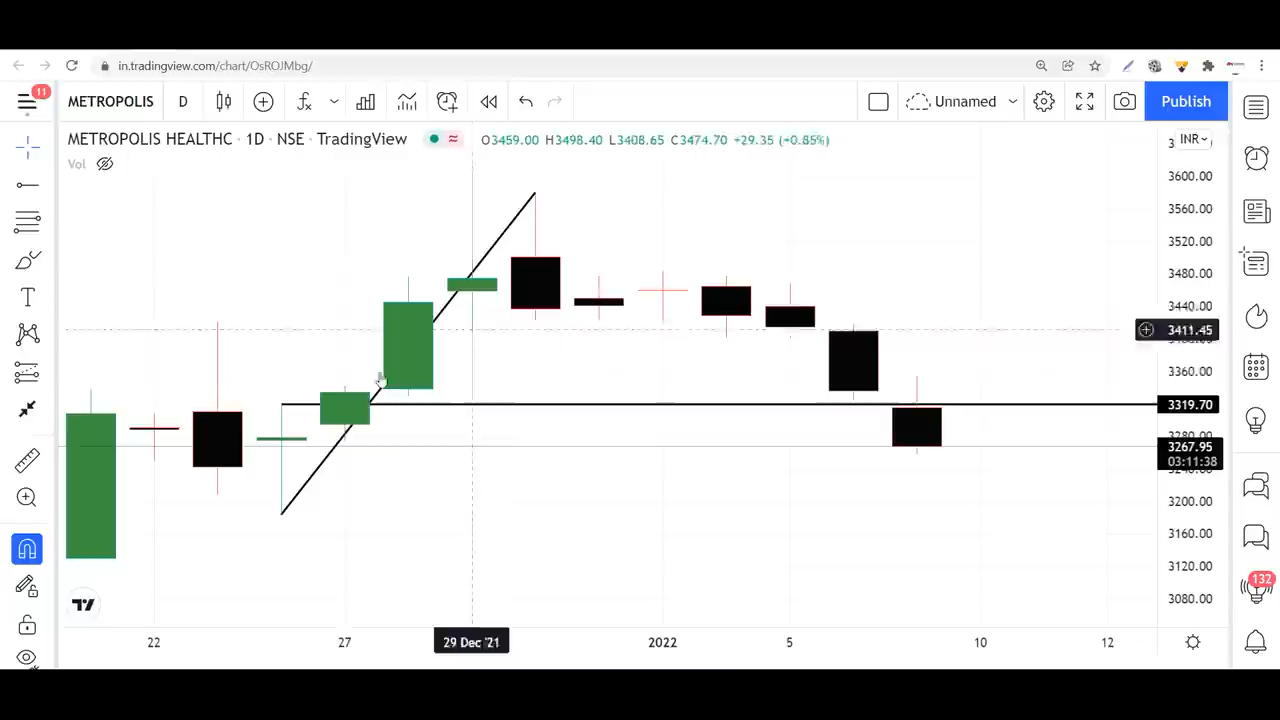 in.tradingview.com/chart/OsROJMbg/
11
METROPOLIS
D
Unnamed
Publish
METROPOLIS HEALTHC · 1D · NSE · TradingView
O3459.00 H3498.40 L3408.65 C3474.70 +29.35 (+0.85%)
INR
Vol
3600.00
3560.00
3520.00
3480.00
3440.00
3411.45
3360.00
3319.70
3280.00
3267.95
03:11:38
3200.00
3160.00
3120.00
3080.00
132
22
27
29 Dec '21
2022
5
10
12